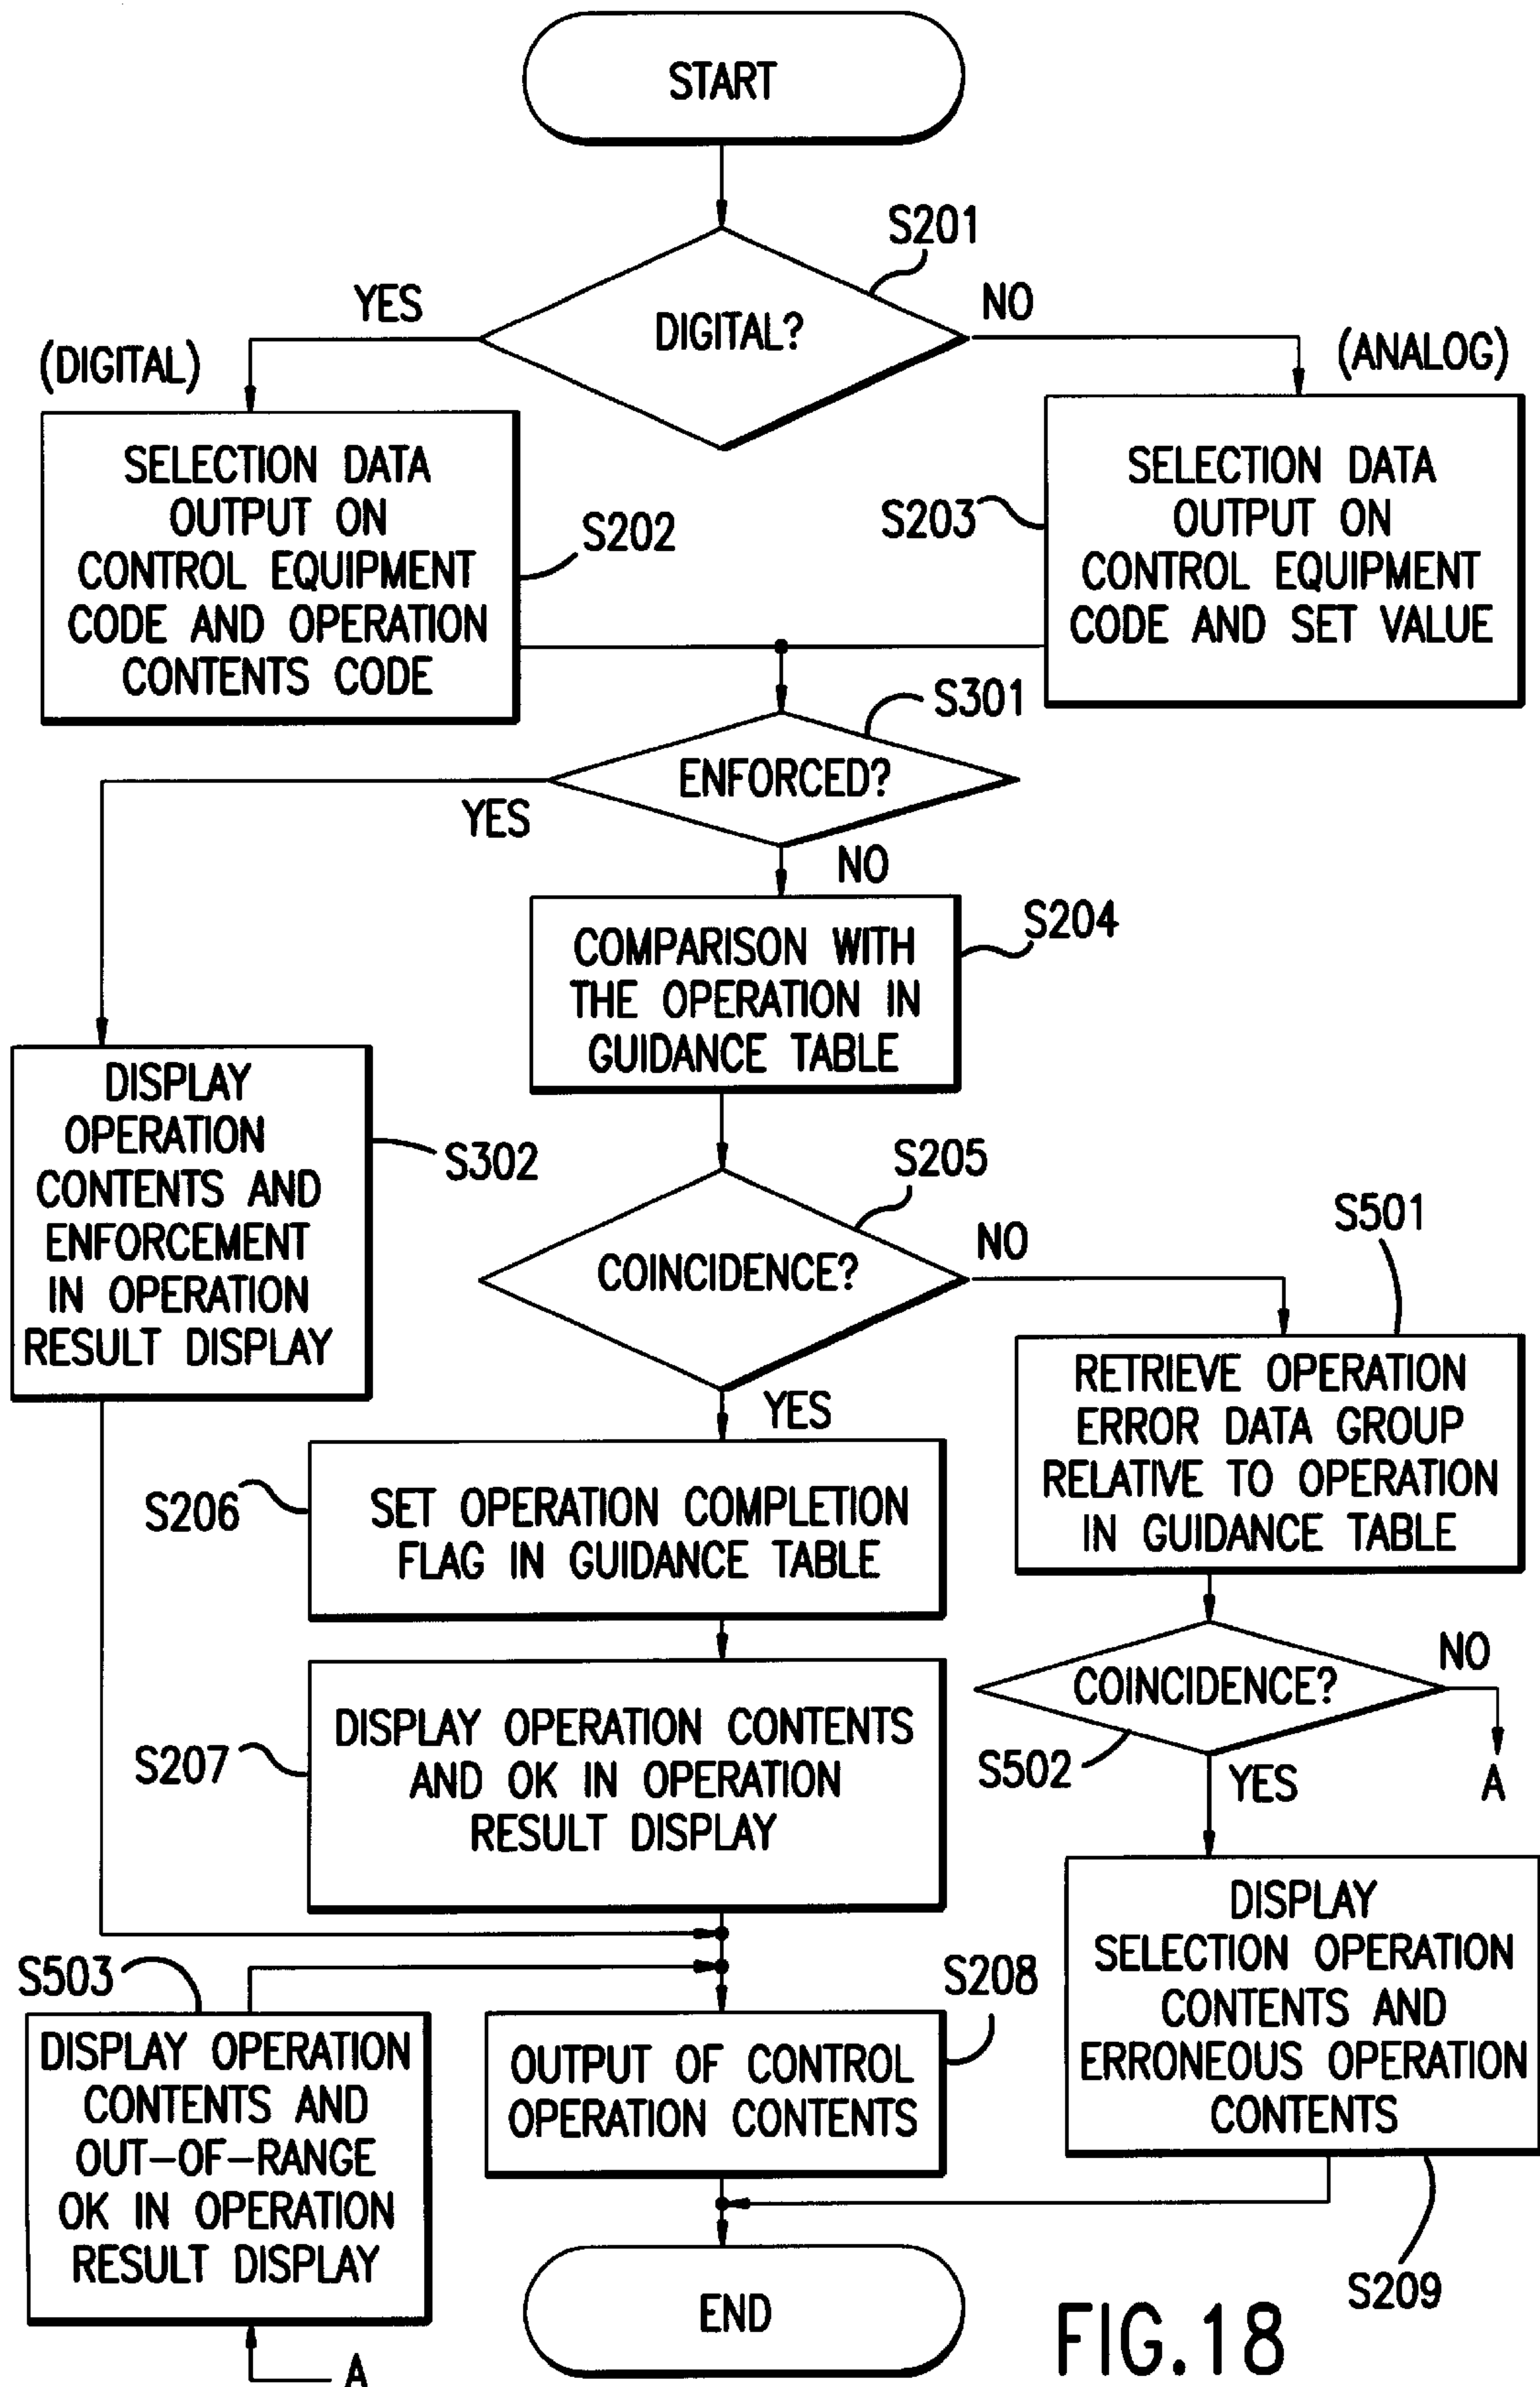 START
S201
YES
NO
DIGITAL?
(DIGITAL)
(ANALOG)
SELECTION DATA
OUTPUT ON
CONTROL EQUIPMENT
CODE AND OPERATION
CONTENTS CODE
S202
S203
SELECTION DATA
OUTPUT ON
CONTROL EQUIPMENT
CODE AND SET VALUE
S301
ENFORCED?
YES
NO
S204
COMPARISON WITH
THE OPERATION IN
GUIDANCE TABLE
DISPLAY
OPERATION
CONTENTS AND
ENFORCEMENT
IN OPERATION
RESULT DISPLAY
S302
S205
COINCIDENCE?
NO
YES
S501
RETRIEVE OPERATION
ERROR DATA GROUP
RELATIVE TO OPERATION
IN GUIDANCE TABLE
S206
SET OPERATION COMPLETION
FLAG IN GUIDANCE TABLE
COINCIDENCE?
NO
S502
YES
A
S207
DISPLAY OPERATION CONTENTS
AND OK IN OPERATION
RESULT DISPLAY
DISPLAY
SELECTION OPERATION
CONTENTS AND
ERRONEOUS OPERATION
CONTENTS
S209
S503
DISPLAY OPERATION
CONTENTS AND
OUT-OF-RANGE
OK IN OPERATION
RESULT DISPLAY
A
S208
OUTPUT OF CONTROL
OPERATION CONTENTS
END
FIG.18